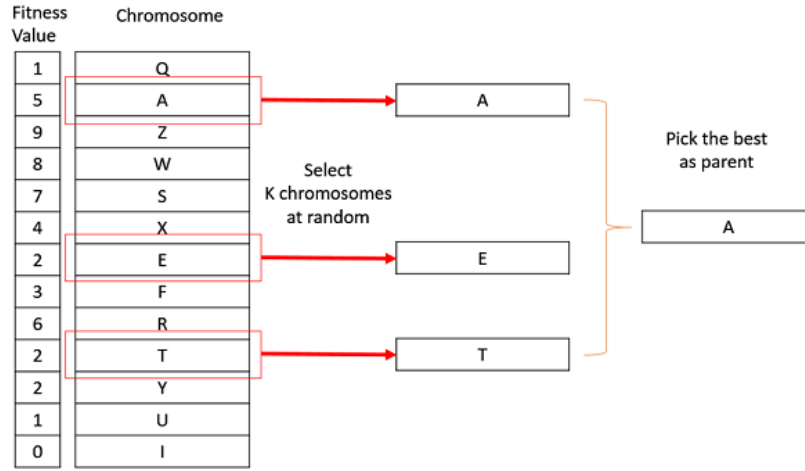 Fitness
Value
Chromosome
1 Q
5 A
9 Z
8 W
7 S
4 X
2 E
3 F
6 R
2 T
2 Y
1 U
0 I
Select
K chromosomes
at random
A
E
T
Pick the best
as parent
A